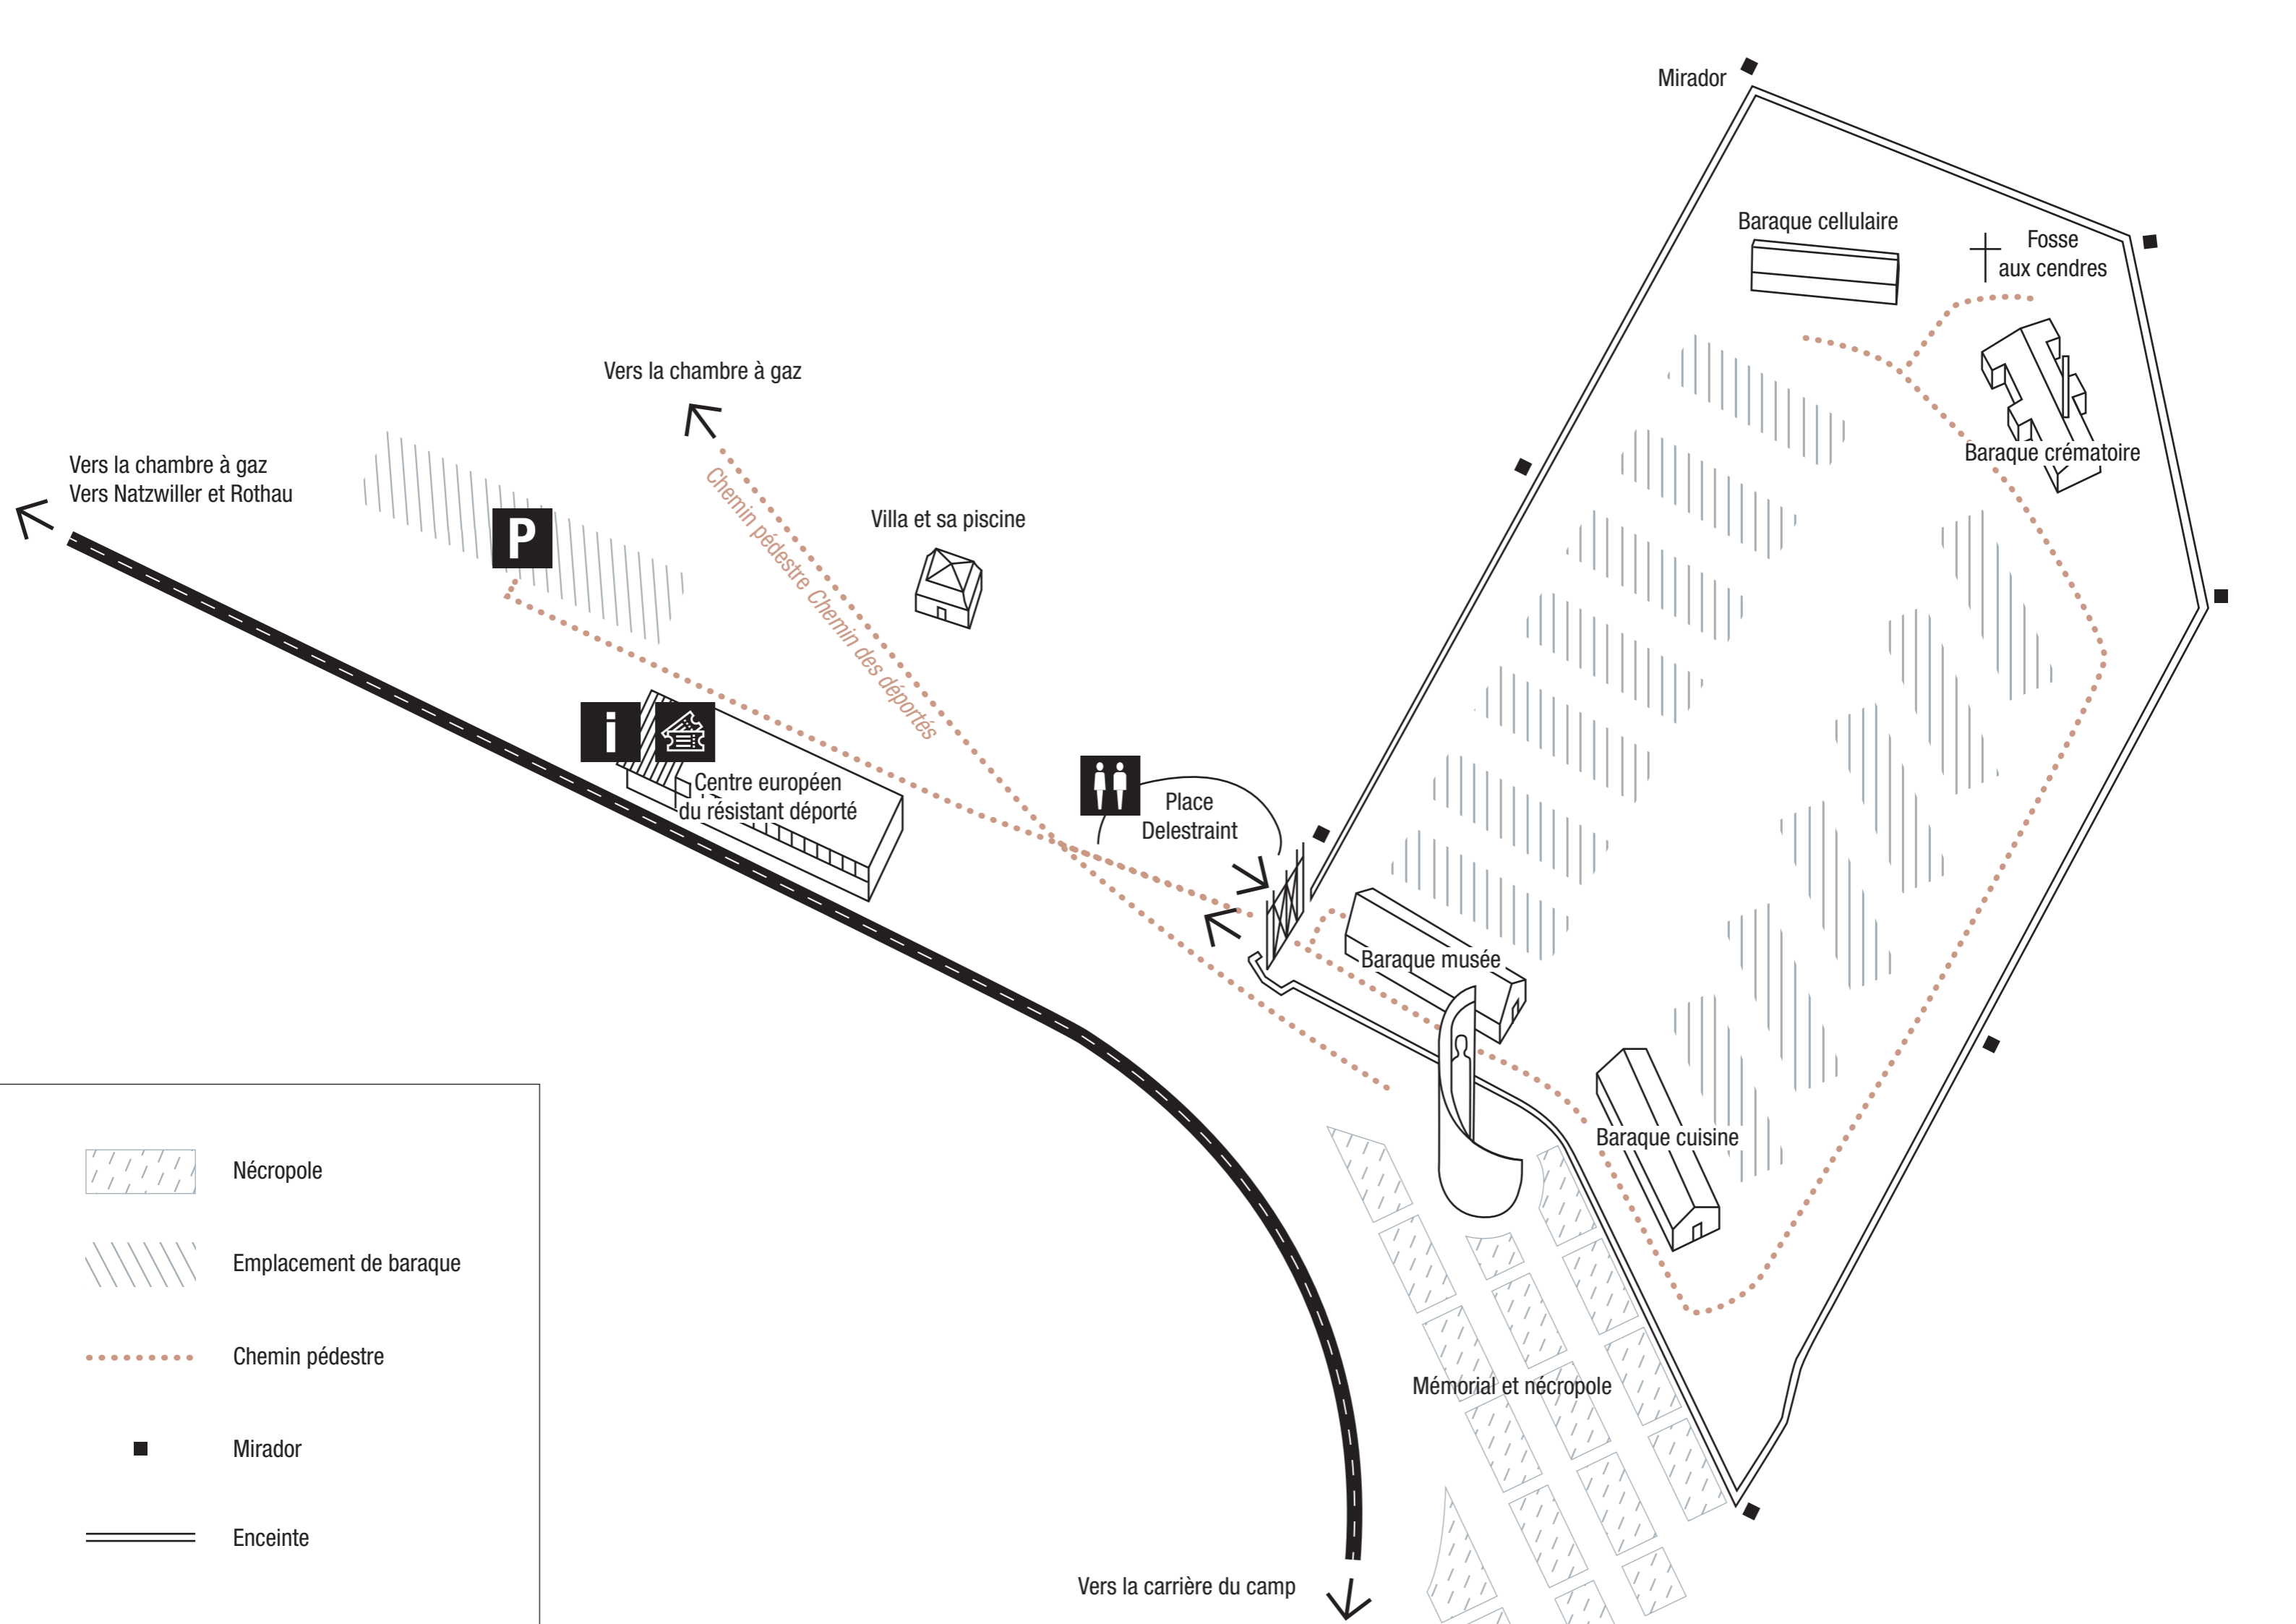 Mirador
Baraque cellulaire
Fosse
aux cendres
Vers la chambre à gaz
Baraque crématoire
Vers la chambre à gaz
Vers Natzwiller et Rothau
Chemin pédestre Chemin des déportés
Villa et sa piscine
P
i
Centre européen
du résistant déporté
Place
Delestraint
Baraque musée
Baraque cuisine
Mémorial et nécropole
Vers la carrière du camp
Nécropole
Emplacement de baraque
Chemin pédestre
Mirador
Enceinte